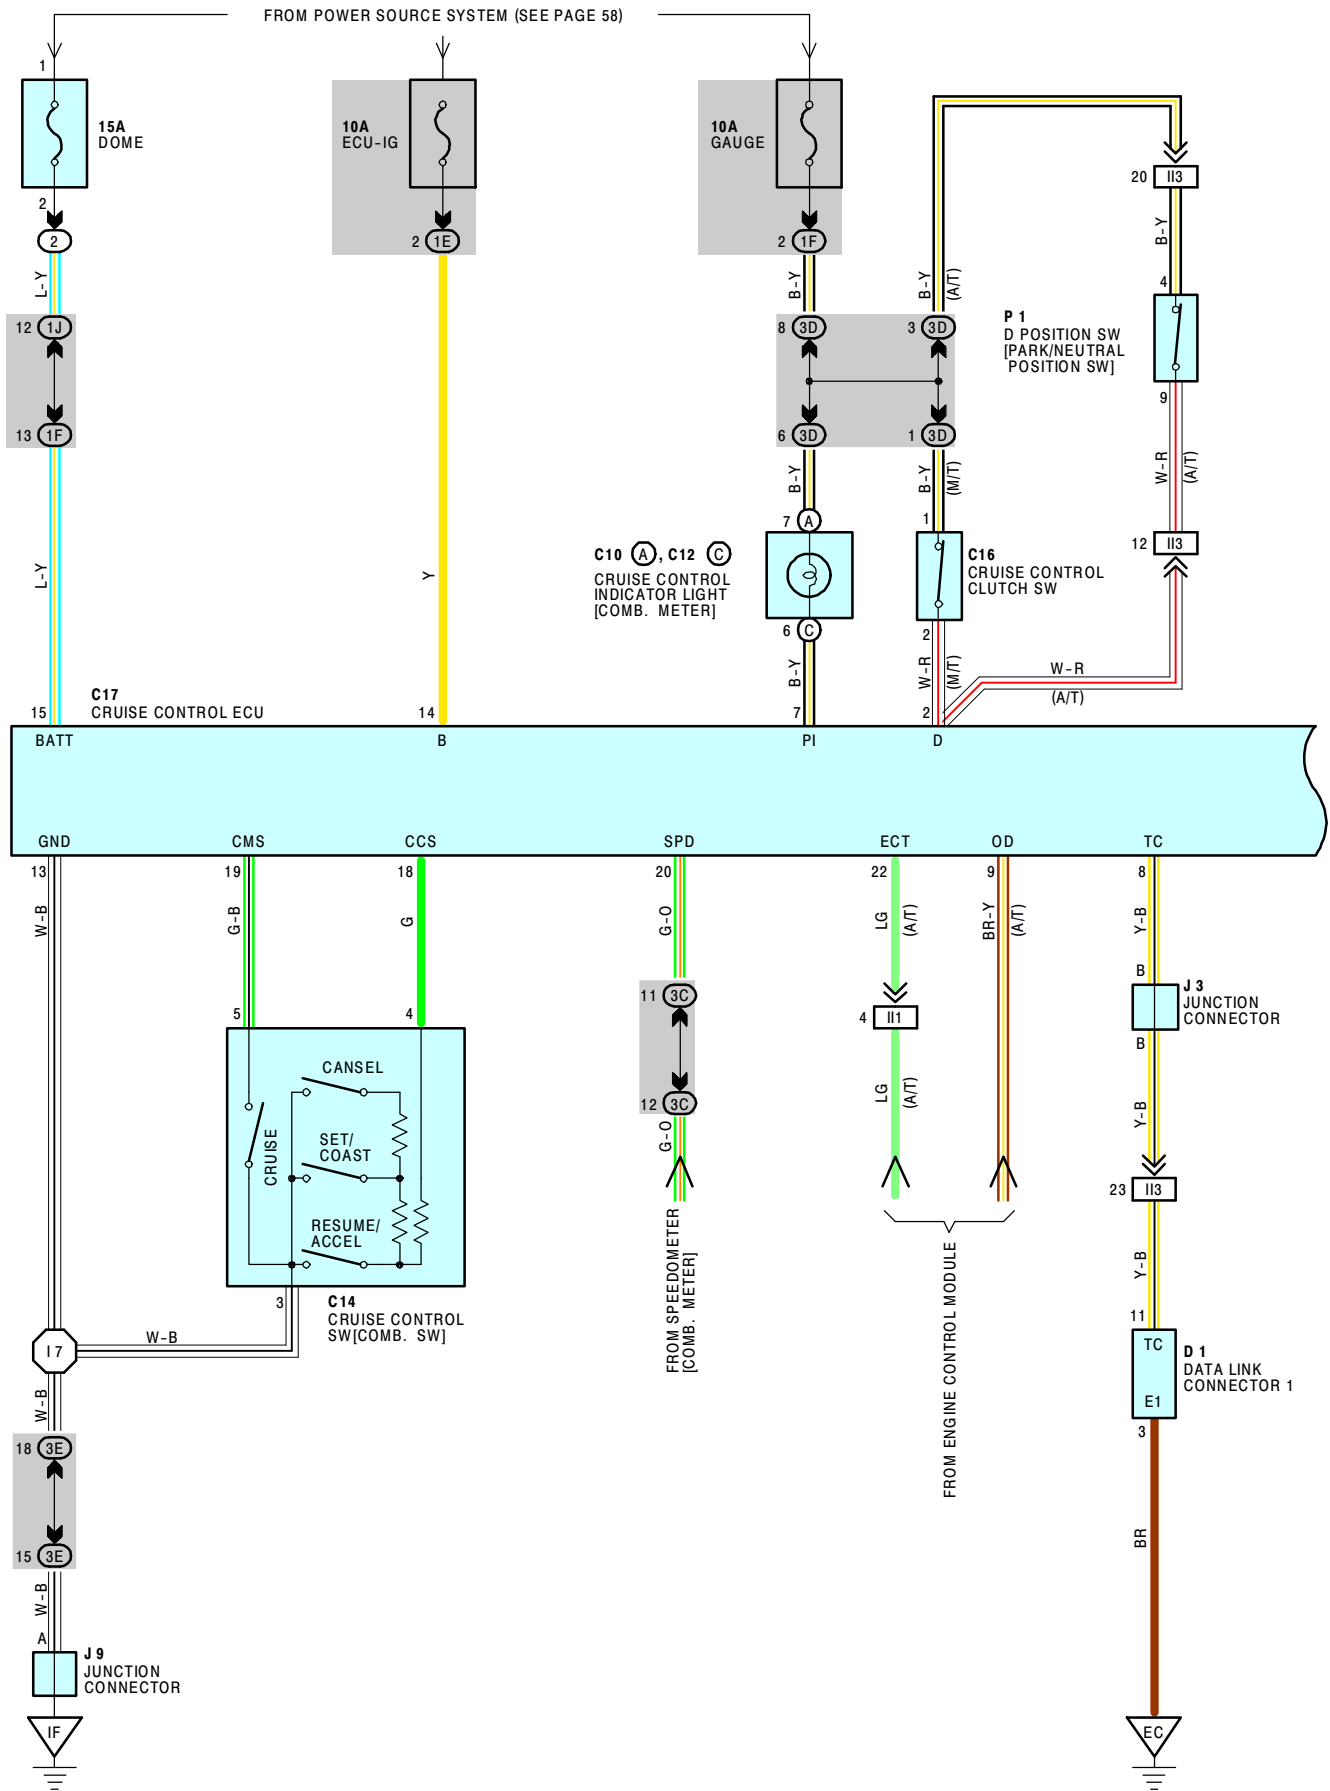 FROM POWER SOURCE SYSTEM (SEE PAGE 58)
1
15A
DOME
10A
ECU-IG
10A
GAUGE
20 II3
2
2
2 1E
2 1F
B-Y
4
L-Y
B-Y
B-Y
(A/T)
12 1J
8 3D
3 3D
P 1
D POSITION SW
[PARK/NEUTRAL
POSITION SW]
9
13 1F
6 3D
1 3D
B-Y
B-Y
(M/T)
W-R
(A/T)
7 A
1
12 II3
C10 A, C12 C
CRUISE CONTROL
INDICATOR LIGHT
[COMB. METER]
C16
CRUISE CONTROL
CLUTCH SW
L-Y
Y
6 C
2
B-Y
W-R
(M/T)
W-R
(A/T)
C17
CRUISE CONTROL ECU
15
14
7
2
BATT
B
PI
D
GND
CMS
CCS
SPD
ECT
OD
TC
13
19
18
20
22
9
8
W-B
G-B
G
G-O
LG
(A/T)
BR-Y
(A/T)
Y-B
B
J 3
JUNCTION
CONNECTOR
B
11 3C
4 II1
5
4
CANSEL
CRUISE
SET/
COAST
RESUME/
ACCEL
LG
(A/T)
12 3C
G-O
Y-B
23 II3
FROM SPEEDOMETER
[COMB. METER]
FROM ENGINE CONTROL MODULE
Y-B
3
C14
CRUISE CONTROL
SW[COMB. SW]
11
TC
E1
D 1
DATA LINK
CONNECTOR 1
3
I7
W-B
W-B
18 3E
BR
15 3E
W-B
A
J 9
JUNCTION
CONNECTOR
IF
EC